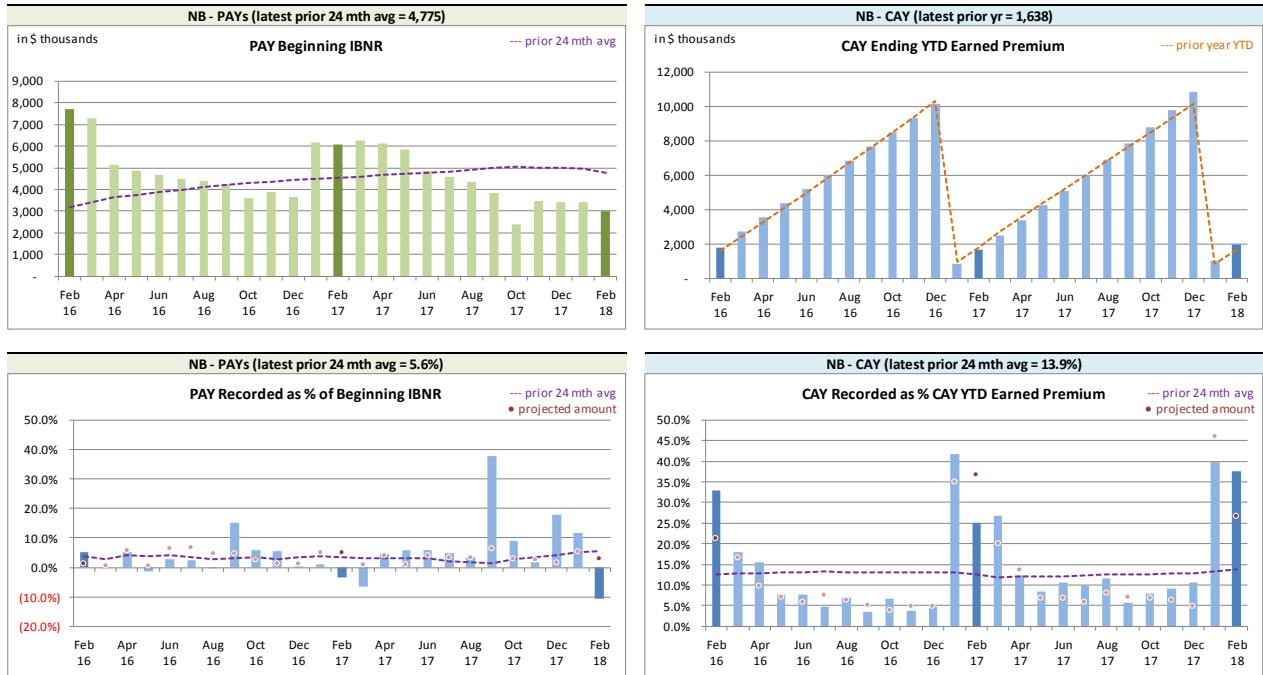 NB - PAYs (latest prior 24 mth avg = 4,775)
in $ thousands
PAY Beginning IBNR
--- prior 24 mth avg
9,000
8,000
7,000
6,000
5,000
4,000
3,000
2,000
1,000
-
Feb Apr Jun Aug Oct Dec Feb Apr Jun Aug Oct Dec Feb
16 16 16 16 16 16 17 17 17 17 17 17 18
NB - CAY (latest prior yr = 1,638)
in $ thousands
CAY Ending YTD Earned Premium
--- prior year YTD
12,000
10,000
8,000
6,000
4,000
2,000
-
Feb Apr Jun Aug Oct Dec Feb Apr Jun Aug Oct Dec Feb
16 16 16 16 16 16 17 17 17 17 17 17 18
NB - PAYs (latest prior 24 mth avg = 5.6%)
PAY Recorded as % of Beginning IBNR
--- prior 24 mth avg
● projected amount
50.0%
40.0%
30.0%
20.0%
10.0%
0.0%
(10.0%)
(20.0%)
Feb Apr Jun Aug Oct Dec Feb Apr Jun Aug Oct Dec Feb
16 16 16 16 16 16 17 17 17 17 17 17 18
NB - CAY (latest prior 24 mth avg = 13.9%)
CAY Recorded as % CAY YTD Earned Premium
--- prior 24 mth avg
● projected amount
50.0%
45.0%
40.0%
35.0%
30.0%
25.0%
20.0%
15.0%
10.0%
5.0%
0.0%
Feb Apr Jun Aug Oct Dec Feb Apr Jun Aug Oct Dec Feb
16 16 16 16 16 16 17 17 17 17 17 17 18